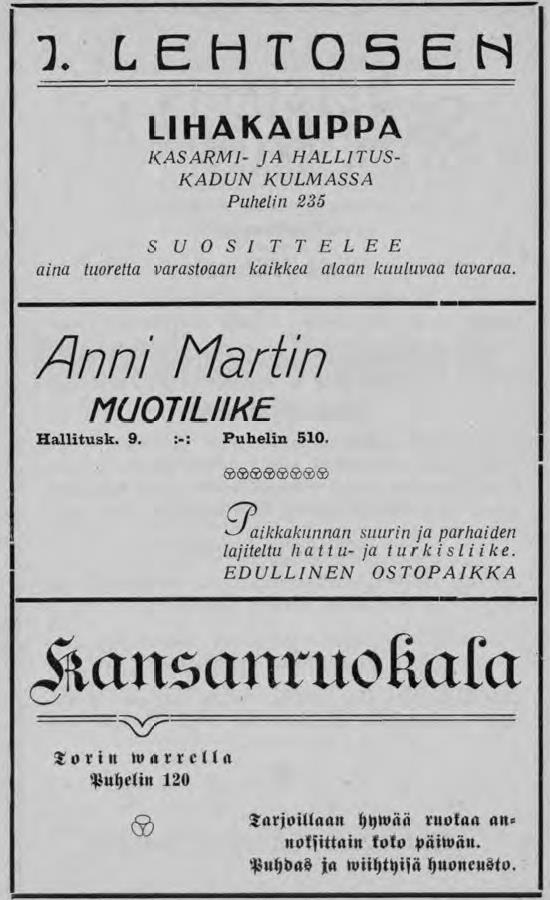 J. LEHTOSEN
LIHAKAUPPA
KASARMI- JA HALLITUS-
KADUN KULMASSA
Puhelin 235
SUOSITTELEE
aina tuoretta varastoaan kaikkea alaan kuuluvaa tavaraa.
Anni Martin
MUOTILIIKE
Hallitusk. 9. :-: Puhelin 510.
Paikkakunnan suurin ja parhaiden
lajiteltu hattu- ja turkisliike.
EDULLINEN OSTOPAIKKA
Kansanruokala
Torin warrella
Puhelin 120
Tarjoillaan hywää ruokaa an-
noksittain koko päiwän.
Puhdas ja wiihtyisä huoneusto.